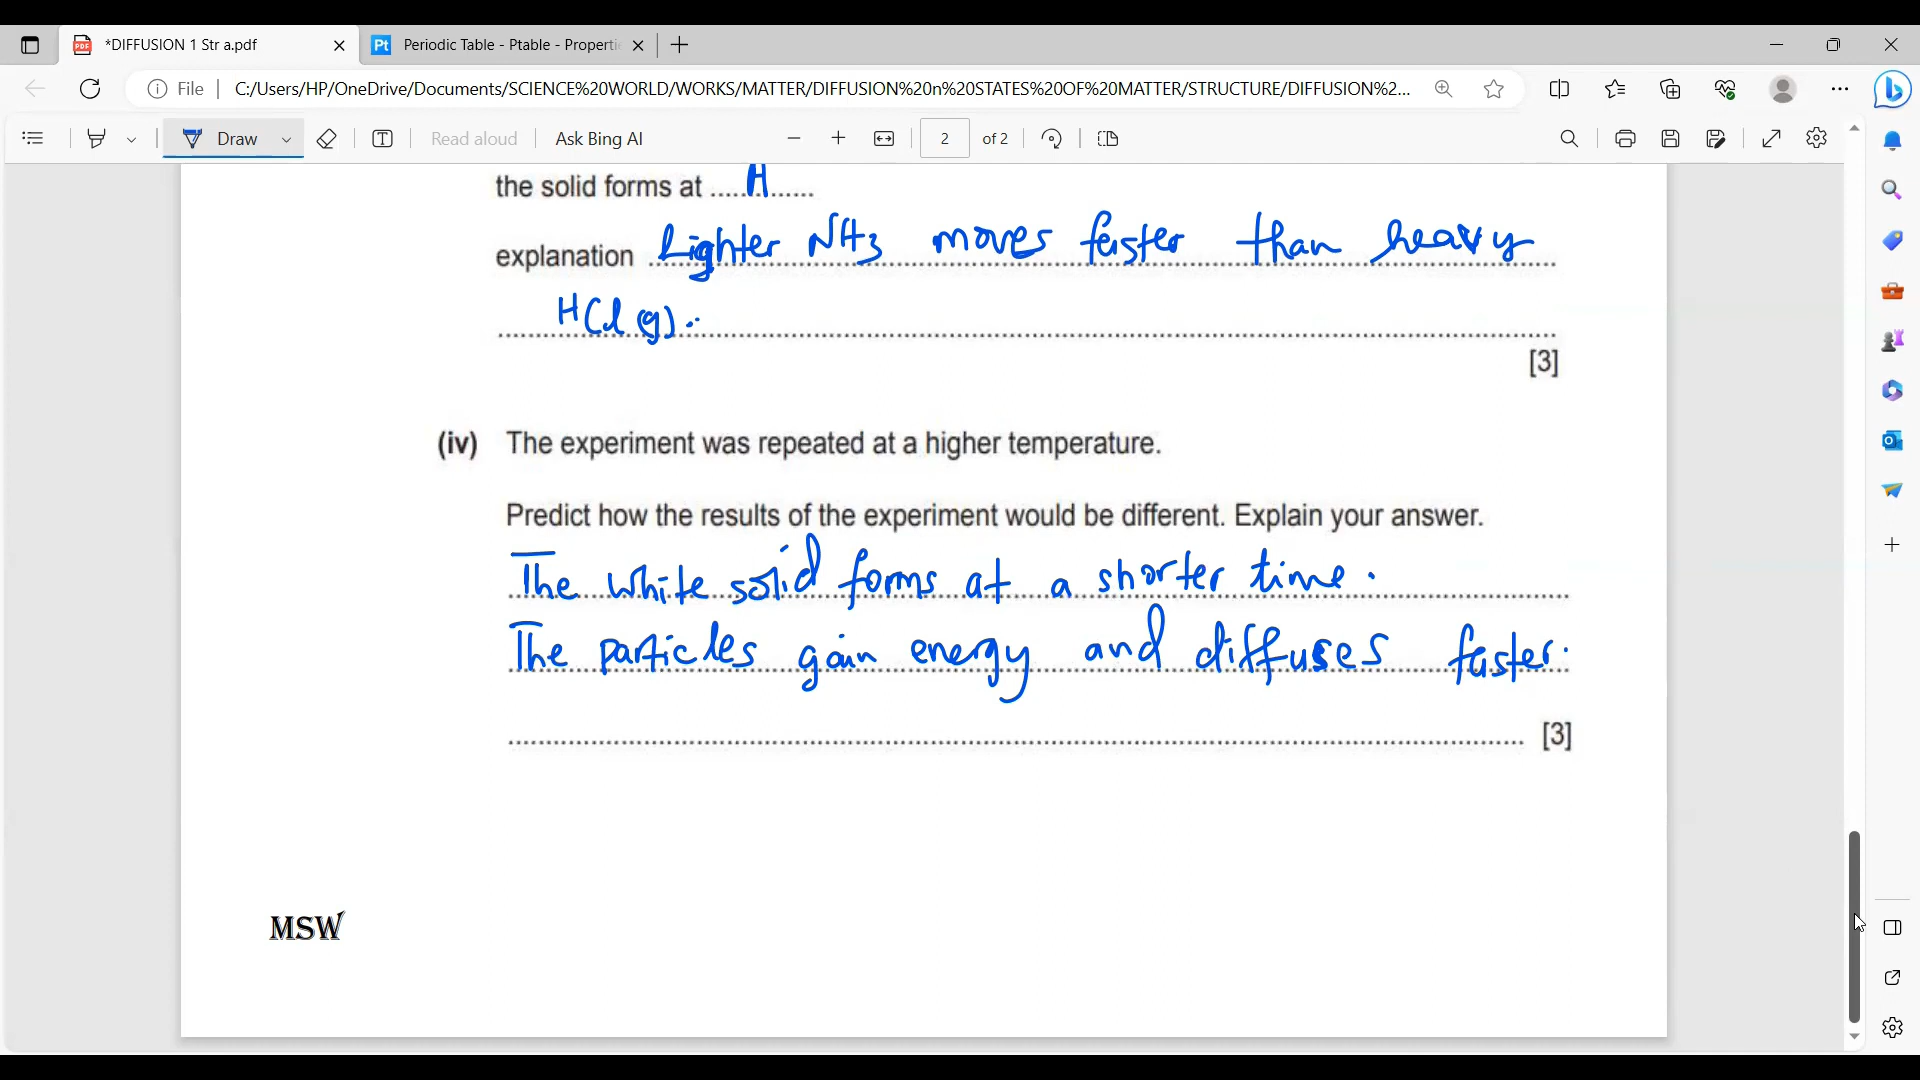 *DIFFUSION 1 Str a.pdf
Pt Periodic Table - Ptable - Properti
File C:/Users/HP/OneDrive/Documents/SCIENCE%20WORLD/WORKS/MATTER/DIFFUSION%20n%20STATES%20OF%20MATTER/STRUCTURE/DIFFUSION%2...
Draw Read aloud Ask Bing AI 2 of 2
the solid forms at .....A......
explanation Lighter NH3 moves faster than heavy
HCl (g).
[3]
(iv) The experiment was repeated at a higher temperature.
Predict how the results of the experiment would be different. Explain your answer.
The white solid forms at a shorter time.
The particles gain energy and diffuses faster.
[3]
MSW